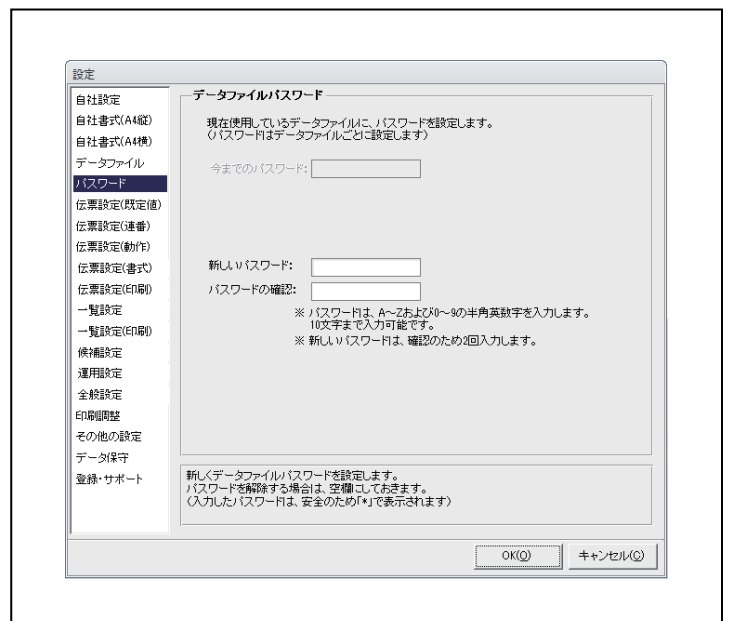 設定
自社設定
自社書式(A4縦)
自社書式(A4横)
データファイル
パスワード
伝票設定(既定値)
伝票設定(連番)
伝票設定(動作)
伝票設定(書式)
伝票設定(印刷)
一覧設定
一覧設定(印刷)
候補設定
運用設定
全般設定
印刷調整
その他の設定
データ保守
登録・サポート
データファイルパスワード
現在使用しているデータファイルに、パスワードを設定します。
(パスワードはデータファイルごとに設定します)
今までのパスワード:
新しいパスワード:
パスワードの確認:
※ パスワードは、A～Zおよび0～9の半角英数字を入力します。
10文字まで入力可能です。
※ 新しいパスワードは、確認のため2回入力します。
新しくデータファイルパスワードを設定します。
パスワードを解除する場合は、空欄にしておきます。
(入力したパスワードは、安全のため「*」で表示されます)
OK(O)
キャンセル(C)